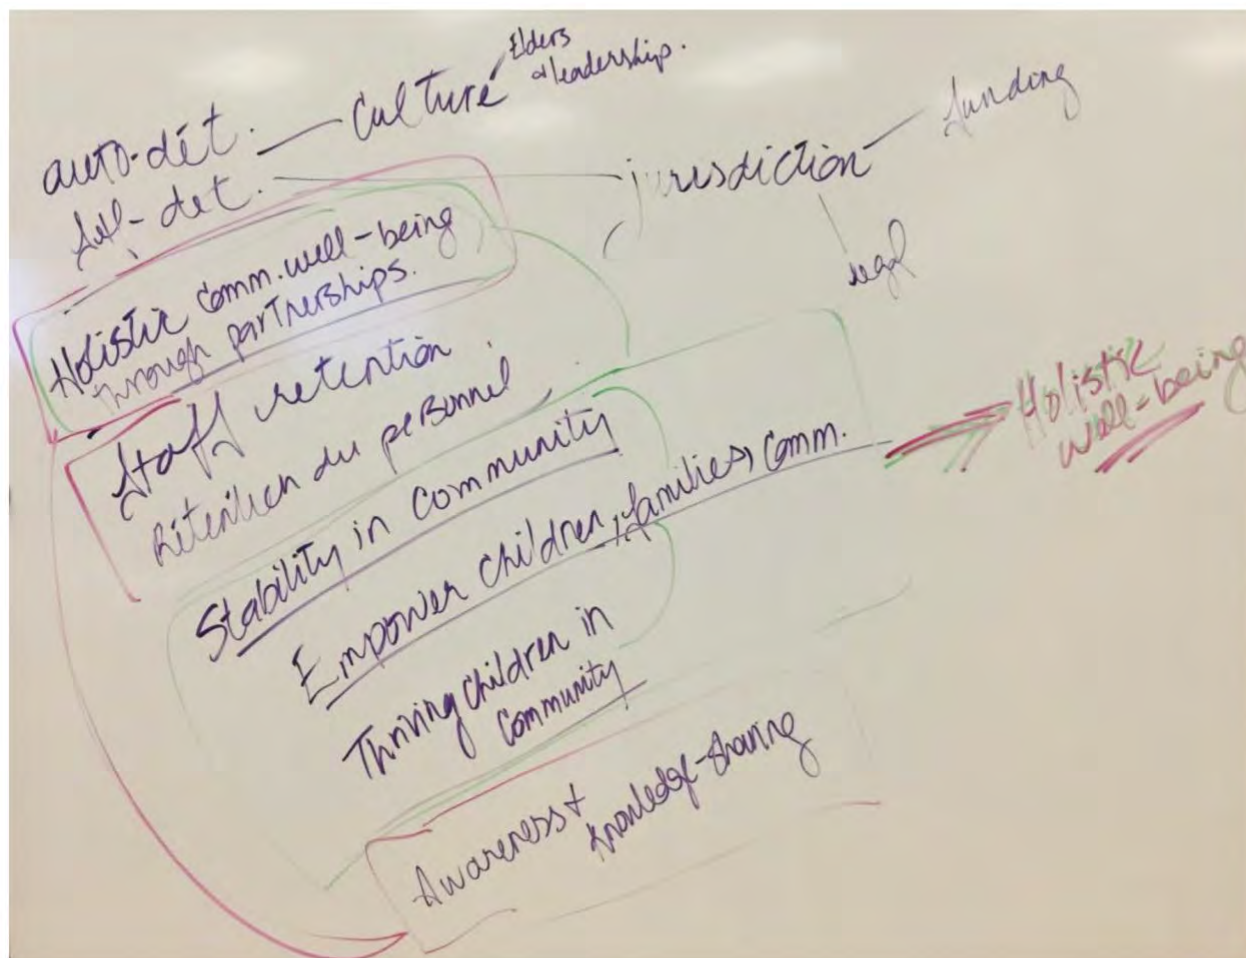 Elders
& leadership.
auto-dét. — culture
self-det. — jurisdiction
funding
legal
Holistic comm. well-being
through partnerships.
Staff retention
Rétention du personnel
Stability in community
Empower children, families, comm.
Holistic
well-being
Thriving children in
community
Awareness +
knowledge-sharing